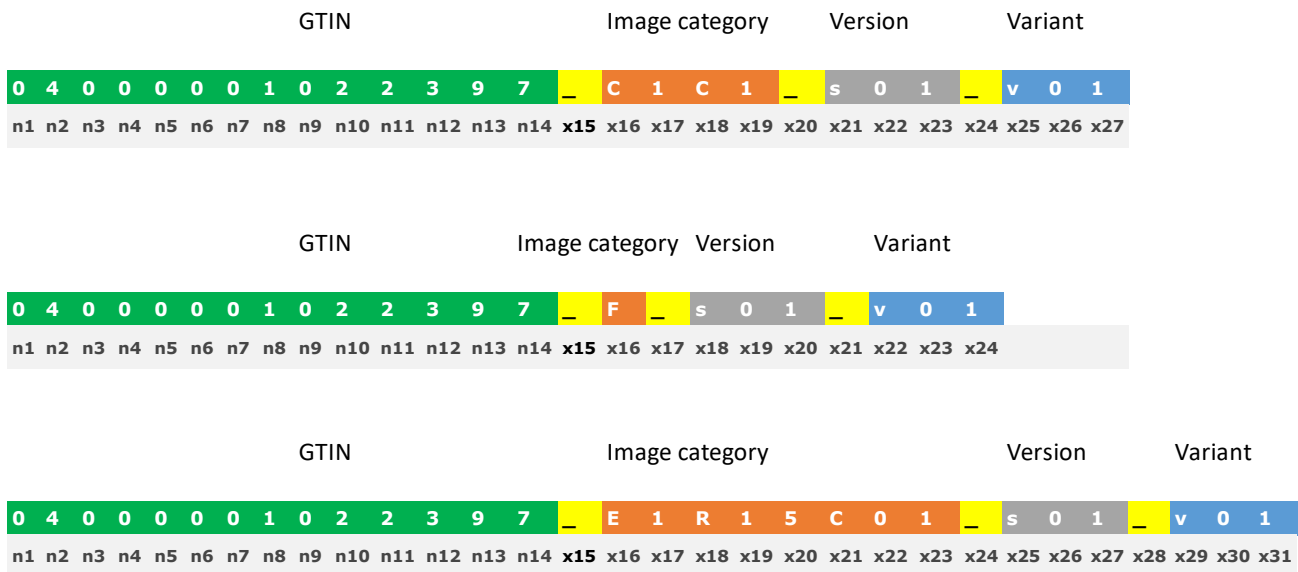 GTIN Image category Version Variant
0 4 0 0 0 0 0 1 0 2 2 3 9 7 _ C 1 C 1 _ s 0 1 _ v 0 1
n1 n2 n3 n4 n5 n6 n7 n8 n9 n10 n11 n12 n13 n14 x15 x16 x17 x18 x19 x20 x21 x22 x23 x24 x25 x26 x27
GTIN Image category Version Variant
0 4 0 0 0 0 0 1 0 2 2 3 9 7 _ F _ s 0 1 _ v 0 1
n1 n2 n3 n4 n5 n6 n7 n8 n9 n10 n11 n12 n13 n14 x15 x16 x17 x18 x19 x20 x21 x22 x23 x24
GTIN Image category Version Variant
0 4 0 0 0 0 0 1 0 2 2 3 9 7 _ E 1 R 1 5 C 0 1 _ s 0 1 _ v 0 1
n1 n2 n3 n4 n5 n6 n7 n8 n9 n10 n11 n12 n13 n14 x15 x16 x17 x18 x19 x20 x21 x22 x23 x24 x25 x26 x27 x28 x29 x30 x31